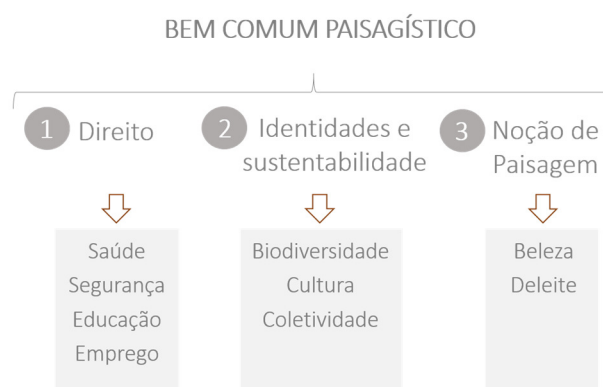 BEM COMUM PAISAGÍSTICO
1 Direito
2 Identidades e
sustentabilidade
3 Noção de
Paisagem
Saúde
Segurança
Educação
Emprego
Biodiversidade
Cultura
Coletividade
Beleza
Deleite